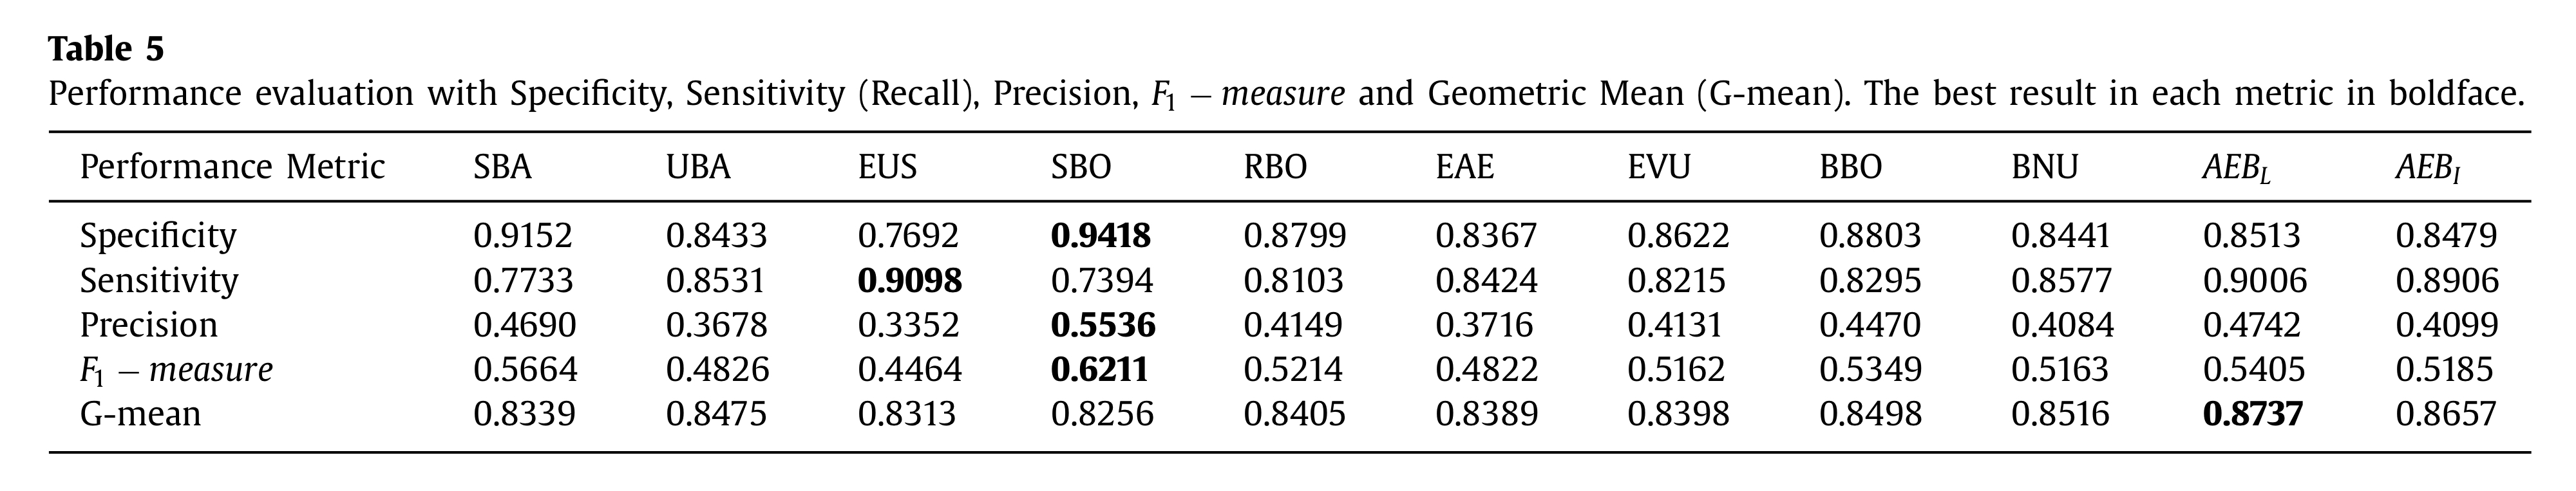 Table 5
Performance evaluation with Specificity, Sensitivity (Recall), Precision, F1 − measure and Geometric Mean (G-mean). The best result in each metric in boldface.
Performance Metric SBA UBA EUS SBO RBO EAE EVU BBO BNU AEBL AEBI
Specificity 0.9152 0.8433 0.7692 0.9418 0.8799 0.8367 0.8622 0.8803 0.8441 0.8513 0.8479
Sensitivity 0.7733 0.8531 0.9098 0.7394 0.8103 0.8424 0.8215 0.8295 0.8577 0.9006 0.8906
Precision 0.4690 0.3678 0.3352 0.5536 0.4149 0.3716 0.4131 0.4470 0.4084 0.4742 0.4099
F1 − measure 0.5664 0.4826 0.4464 0.6211 0.5214 0.4822 0.5162 0.5349 0.5163 0.5405 0.5185
G-mean 0.8339 0.8475 0.8313 0.8256 0.8405 0.8389 0.8398 0.8498 0.8516 0.8737 0.8657